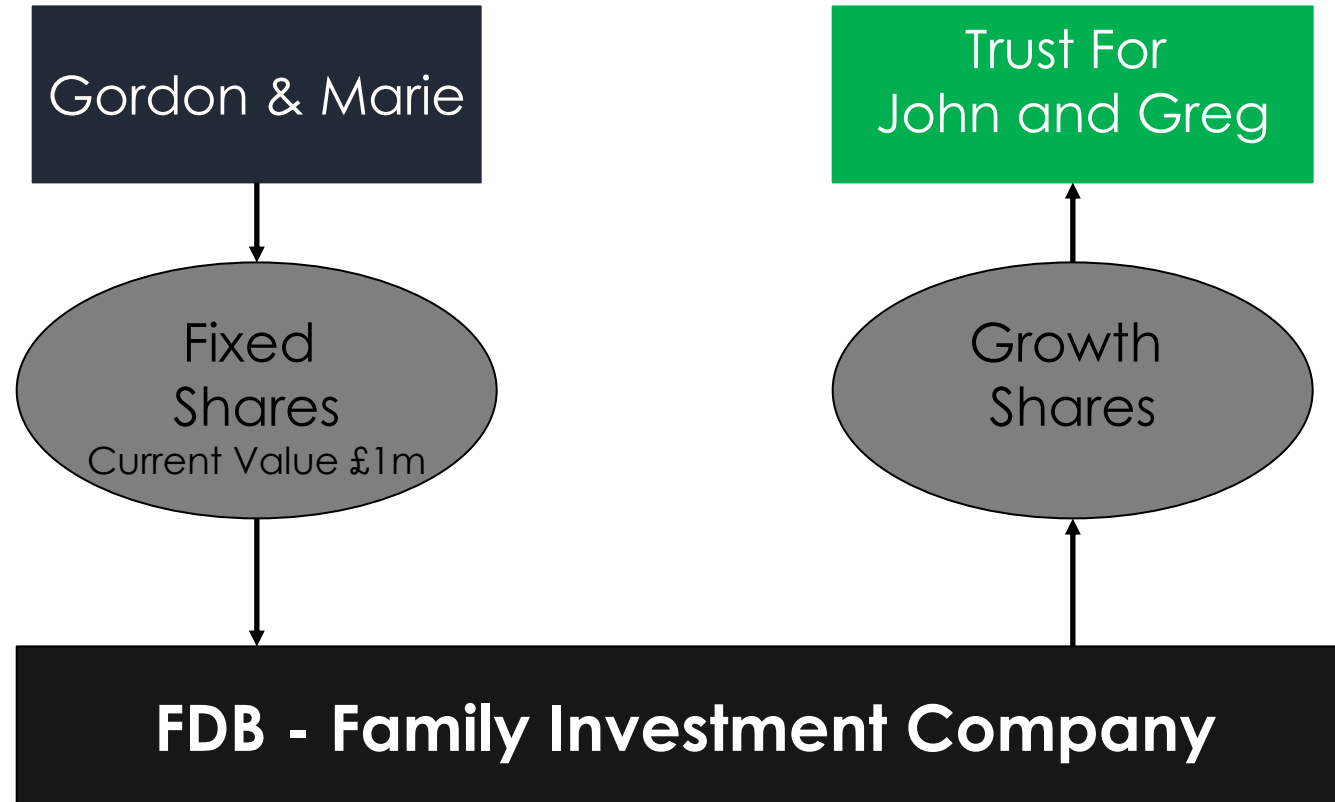 Gordon & Marie
Trust For
John and Greg
Fixed
Shares
Current Value £1m
Growth
Shares
FDB - Family Investment Company